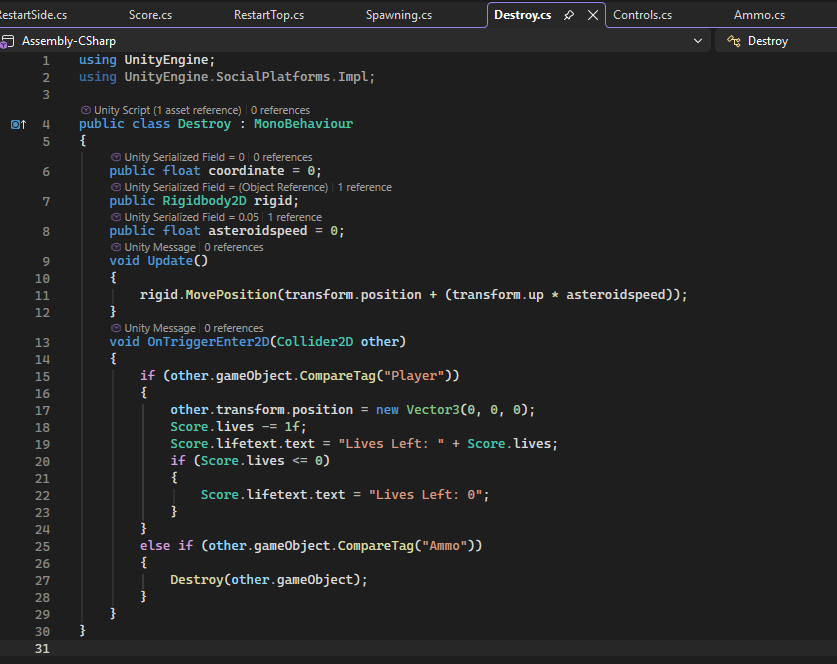 RestartSide.cs Score.cs RestartTop.cs Spawning.cs Destroy.cs Controls.cs Ammo.cs
Assembly-CSharp Destroy
1 using UnityEngine;
2 using UnityEngine.SocialPlatforms.Impl;
3
Unity Script (1 asset reference) | 0 references
4 public class Destroy : MonoBehaviour
5 {
Unity Serialized Field = 0 | 0 references
6 public float coordinate = 0;
Unity Serialized Field = (Object Reference) | 1 reference
7 public Rigidbody2D rigid;
Unity Serialized Field = 0.05 | 1 reference
8 public float asteroidspeed = 0;
Unity Message | 0 references
9 void Update()
10 {
11 rigid.MovePosition(transform.position + (transform.up * asteroidspeed));
12 }
Unity Message | 0 references
13 void OnTriggerEnter2D(Collider2D other)
14 {
15 if (other.gameObject.CompareTag("Player"))
16 {
17 other.transform.position = new Vector3(0, 0, 0);
18 Score.lives -= 1f;
19 Score.lifetext.text = "Lives Left: " + Score.lives;
20 if (Score.lives <= 0)
21 {
22 Score.lifetext.text = "Lives Left: 0";
23 }
24 }
25 else if (other.gameObject.CompareTag("Ammo"))
26 {
27 Destroy(other.gameObject);
28 }
29 }
30 }
31